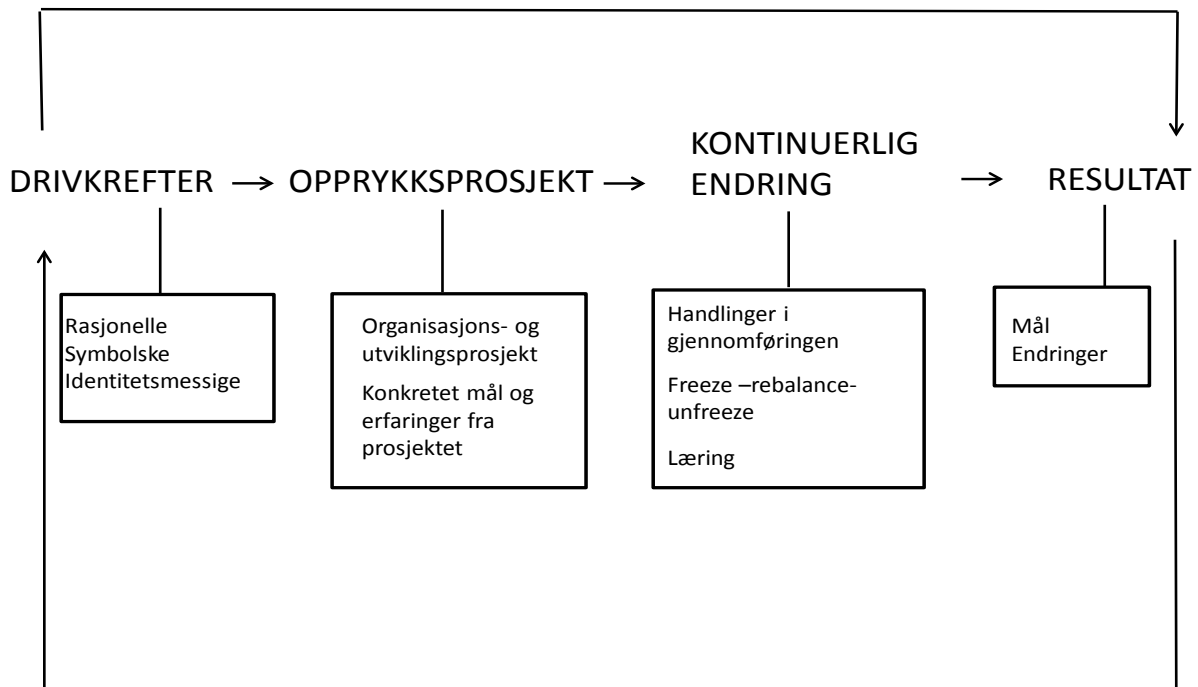 DRIVKREFTER
OPPRYKKSPROSJEKT
KONTINUERLIG
ENDRING
RESULTAT
Rasjonelle
Symbolske
Identitetsmessige
Organisasjons- og
utviklingsprosjekt
Konkretet mål og
erfaringer fra
prosjektet
Handlinger i
gjennomføringen
Freeze –rebalance-
unfreeze
Læring
Mål
Endringer